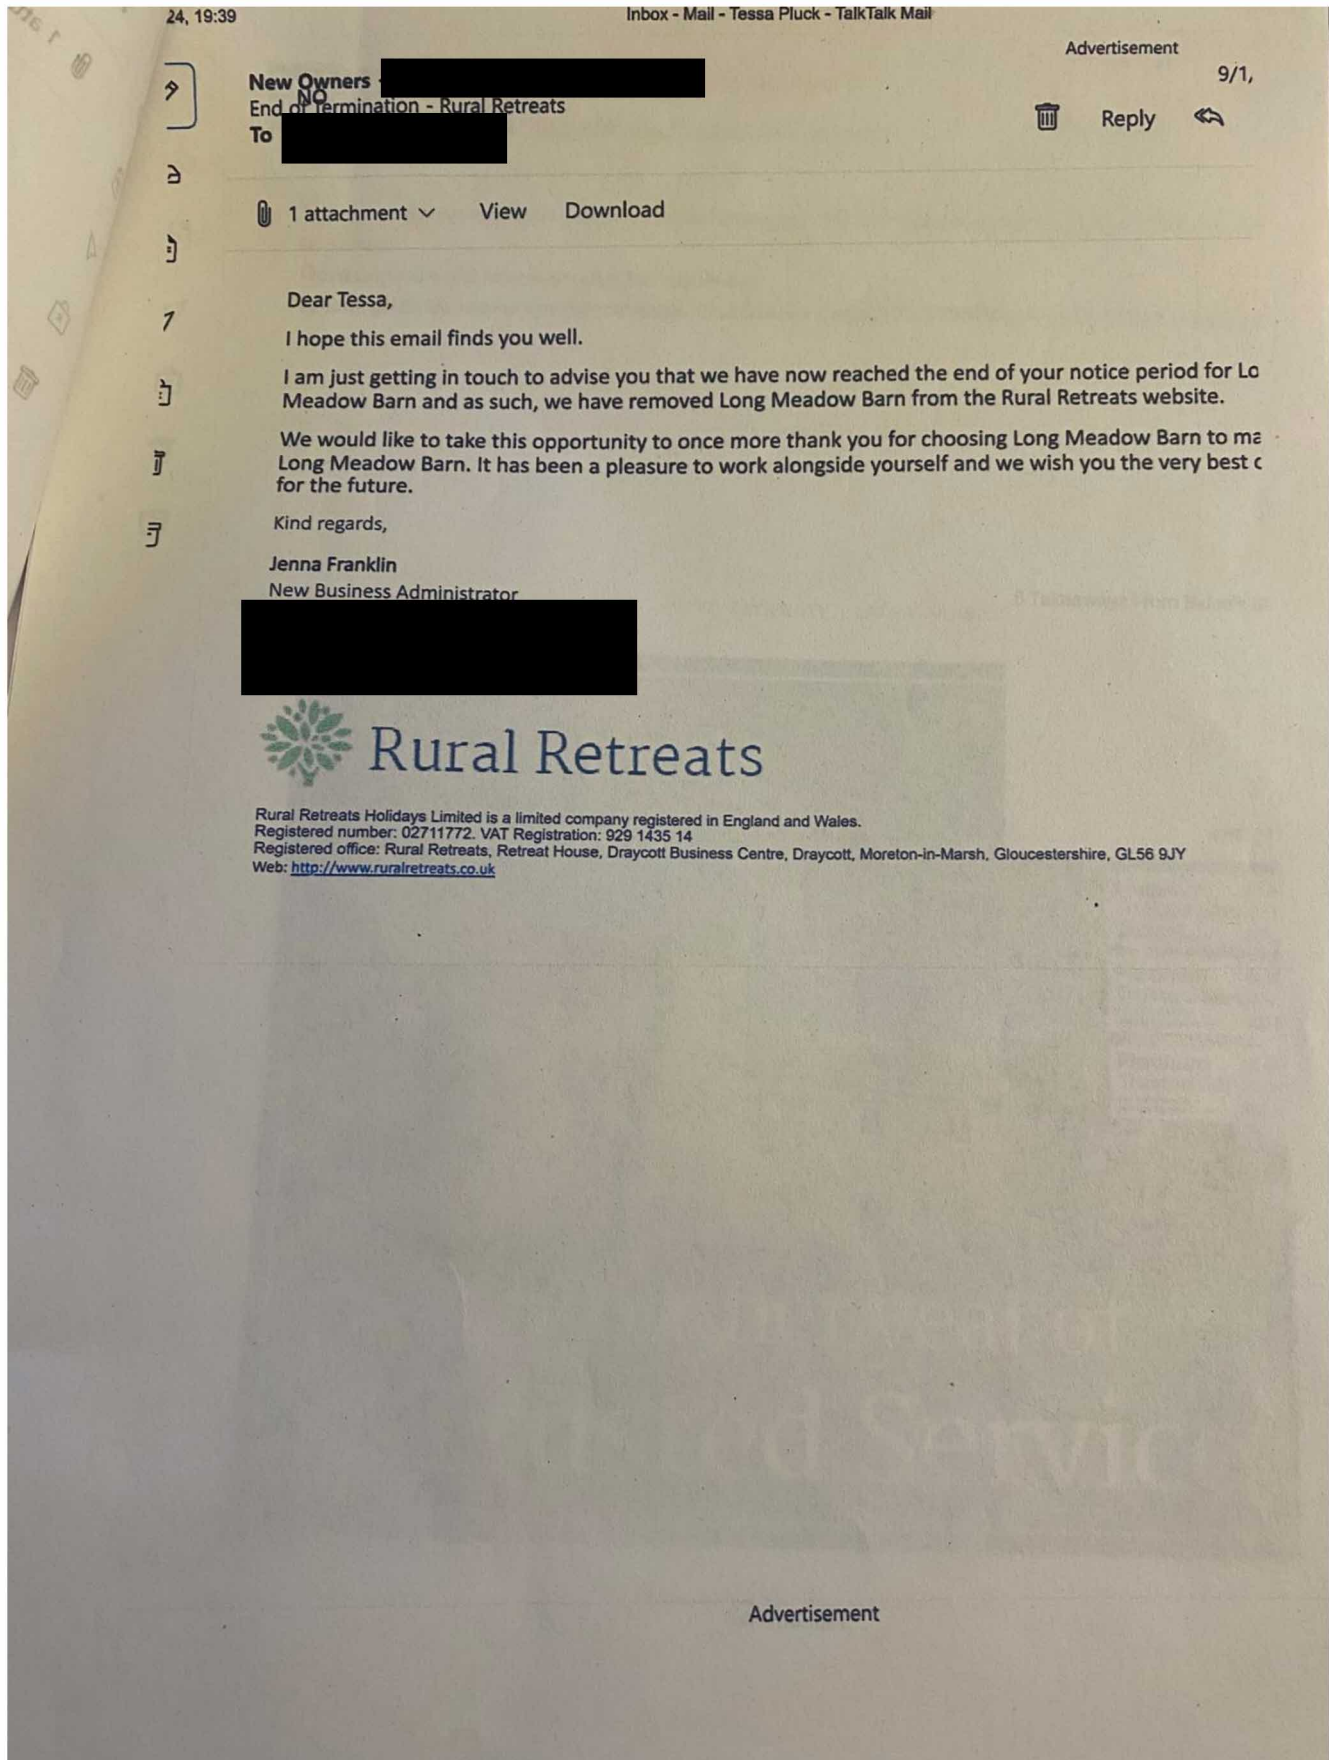 24, 19:39
Inbox - Mail - Tessa Pluck - TalkTalk Mail
Advertisement
9/1,
New Owners
NO
End of Termination - Rural Retreats
To
Reply
1 attachment View Download
Dear Tessa,
I hope this email finds you well.
I am just getting in touch to advise you that we have now reached the end of your notice period for Lo
Meadow Barn and as such, we have removed Long Meadow Barn from the Rural Retreats website.
We would like to take this opportunity to once more thank you for choosing Long Meadow Barn to ma
Long Meadow Barn. It has been a pleasure to work alongside yourself and we wish you the very best o
for the future.
Kind regards,
Jenna Franklin
New Business Administrator
Rural Retreats
Rural Retreats Holidays Limited is a limited company registered in England and Wales.
Registered number: 02711772. VAT Registration: 929 1435 14
Registered office: Rural Retreats, Retreat House, Draycott Business Centre, Draycott, Moreton-in-Marsh, Gloucestershire, GL56 9JY
Web: http://www.ruralretreats.co.uk
Advertisement